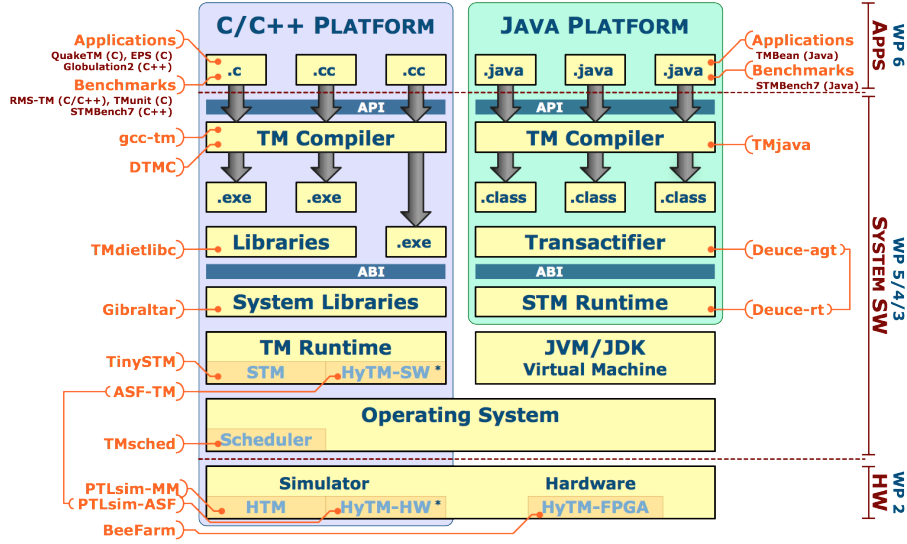 C/C++ PLATFORM
JAVA PLATFORM
Applications
QuakeTM (C), EPS (C)
Globulation2 (C++)
Benchmarks
RMS-TM (C/C++), TMunit (C)
STMBench7 (C++)
.c
.cc
.cc
.java
.java
.java
Applications
TMBean (Java)
Benchmarks
STMBench7 (Java)
APPS
WP 6
API
API
gcc-tm
DTMC
TM Compiler
TM Compiler
TMjava
.exe
.exe
.class
.class
.class
TMdietlibc
Libraries
.exe
Transactifier
Deuce-agt
ABI
ABI
Gibraltar
System Libraries
STM Runtime
Deuce-rt
SYSTEM SW
WP 5/4/3
TinySTM
ASF-TM
TM Runtime
STM
HyTM-SW *
JVM/JDK
Virtual Machine
Operating System
TMsched
Scheduler
PTLsim-MM
PTLsim-ASF
BeeFarm
Simulator
Hardware
HTM
HyTM-HW *
HyTM-FPGA
HW
WP 2